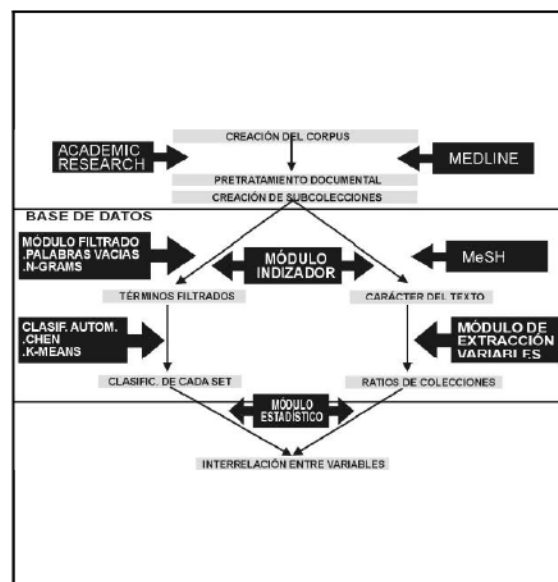 CREACIÓN DEL CORPUS
ACADEMIC
RESEARCH
MEDLINE
PRETRATAMIENTO DOCUMENTAL
CREACIÓN DE SUBCOLECCIONES
BASE DE DATOS
MÓDULO FILTRADO
.PALABRAS VACIAS
.N-GRAMS
MÓDULO
INDIZADOR
MeSH
TÉRMINOS FILTRADOS
CARÁCTER DEL TEXTO
CLASIF. AUTOM.
.CHEN
.K-MEANS
MÓDULO DE
EXTRACCIÓN
VARIABLES
CLASIFIC. DE CADA SET
RATIOS DE COLECCIONES
MÓDULO
ESTADÍSTICO
INTERRELACIÓN ENTRE VARIABLES